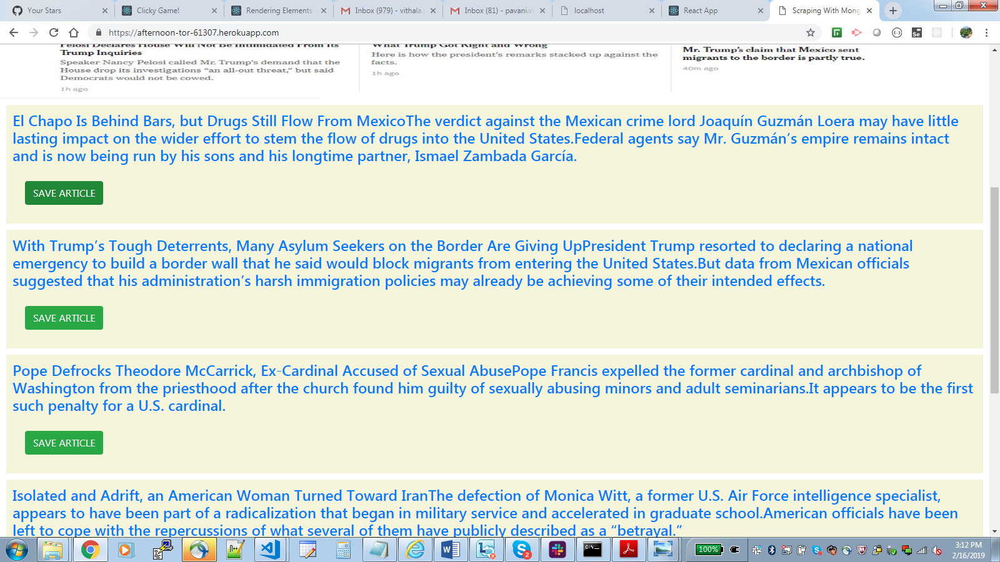 Your Stars
Clicky Game!
Rendering Elements
Inbox (979) - vithala.
Inbox (81) - pavani.v
localhost
React App
Scraping With Mong
https://afternoon-tor-61307.herokuapp.com
Pelosi Declares House Will Not Be Intimidated From Its
Trump Inquiries
Speaker Nancy Pelosi called Mr. Trump's demand that the
House drop its investigations “an all-out threat,” but said
Democrats would not be cowed.
1h ago
What Trump Got Right and Wrong
Here is how the president's remarks stacked up against the
facts.
1h ago
Mr. Trump's claim that Mexico sent
migrants to the border is partly true.
40m ago
El Chapo Is Behind Bars, but Drugs Still Flow From MexicoThe verdict against the Mexican crime lord Joaquín Guzmán Loera may have little
lasting impact on the wider effort to stem the flow of drugs into the United States.Federal agents say Mr. Guzmán’s empire remains intact
and is now being run by his sons and his longtime partner, Ismael Zambada García.
SAVE ARTICLE
With Trump’s Tough Deterrents, Many Asylum Seekers on the Border Are Giving UpPresident Trump resorted to declaring a national
emergency to build a border wall that he said would block migrants from entering the United States.But data from Mexican officials
suggested that his administration’s harsh immigration policies may already be achieving some of their intended effects.
SAVE ARTICLE
Pope Defrocks Theodore McCarrick, Ex-Cardinal Accused of Sexual AbusePope Francis expelled the former cardinal and archbishop of
Washington from the priesthood after the church found him guilty of sexually abusing minors and adult seminarians.It appears to be the first
such penalty for a U.S. cardinal.
SAVE ARTICLE
Isolated and Adrift, an American Woman Turned Toward IranThe defection of Monica Witt, a former U.S. Air Force intelligence specialist,
appears to have been part of a radicalization that began in military service and accelerated in graduate school.American officials have been
left to cope with the repercussions of what several of them have publicly described as a “betrayal.”
100%
3:12 PM
2/16/2019